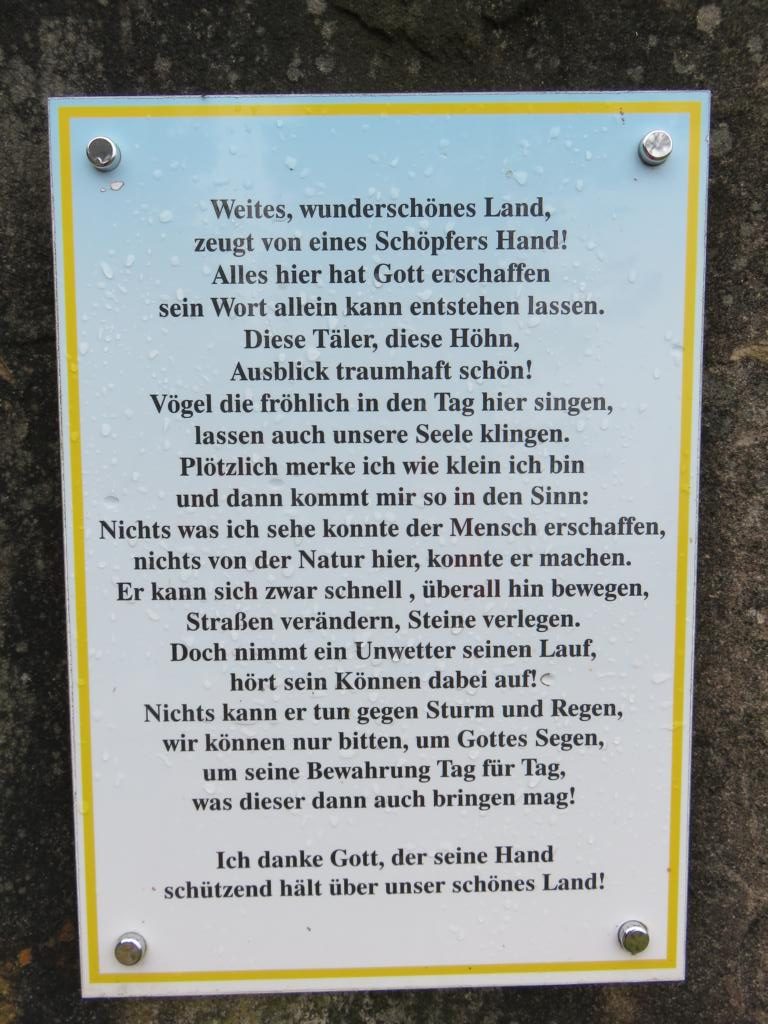 Weites, wunderschönes Land,
zeugt von eines Schöpfers Hand!
Alles hier hat Gott erschaffen
sein Wort allein kann entstehen lassen.
Diese Täler, diese Höhn,
Ausblick traumhaft schön!
Vögel die fröhlich in den Tag hier singen,
lassen auch unsere Seele klingen.
Plötzlich merke ich wie klein ich bin
und dann kommt mir so in den Sinn:
Nichts was ich sehe konnte der Mensch erschaffen,
nichts von der Natur hier, konnte er machen.
Er kann sich zwar schnell , überall hin bewegen,
Straßen verändern, Steine verlegen.
Doch nimmt ein Unwetter seinen Lauf,
hört sein Können dabei auf!
Nichts kann er tun gegen Sturm und Regen,
wir können nur bitten, um Gottes Segen,
um seine Bewahrung Tag für Tag,
was dieser dann auch bringen mag!
Ich danke Gott, der seine Hand
schützend hält über unser schönes Land!